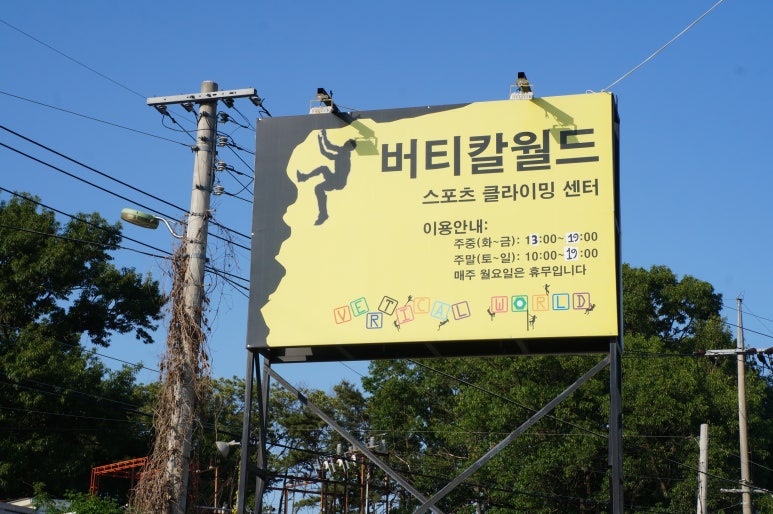 버티칼월드
스포츠 클라이밍 센터
이용안내:
주중(화~금): 13:00~19:00
주말(토~일): 10:00~19:00
매주 월요일은 휴무입니다
VERTICAL WORLD